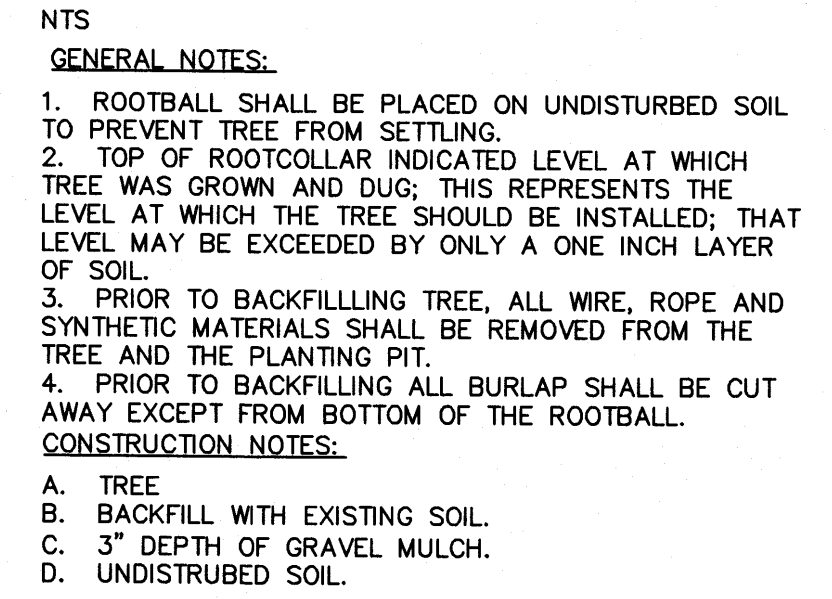 NTS
GENERAL NOTES:
1. ROOTBALL SHALL BE PLACED ON UNDISTURBED SOIL
TO PREVENT TREE FROM SETTLING.
2. TOP OF ROOTCOLLAR INDICATED LEVEL AT WHICH
TREE WAS GROWN AND DUG; THIS REPRESENTS THE
LEVEL AT WHICH THE TREE SHOULD BE INSTALLED; THAT
LEVEL MAY BE EXCEEDED BY ONLY A ONE INCH LAYER
OF SOIL.
3. PRIOR TO BACKFILLLING TREE, ALL WIRE, ROPE AND
SYNTHETIC MATERIALS SHALL BE REMOVED FROM THE
TREE AND THE PLANTING PIT.
4. PRIOR TO BACKFILLING ALL BURLAP SHALL BE CUT
AWAY EXCEPT FROM BOTTOM OF THE ROOTBALL.
CONSTRUCTION NOTES:
A. TREE
B. BACKFILL WITH EXISTING SOIL.
C. 3" DEPTH OF GRAVEL MULCH.
D. UNDISTRUBED SOIL.